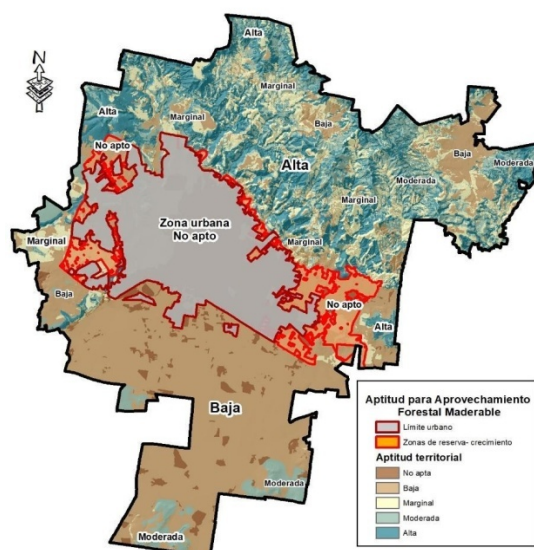 Alta
N
Marginal
Alta
Marginal
Baja
Baja
No apto
Alta
Moderada
Moderada
Zona urbana
No apto
Marginal
Marginal
Marginal
Baja
No apto
Alta
Baja
Moderada
Moderada
Aptitud para Aprovechamiento
Forestal Maderable
Límite urbano
Zonas de reserva- crecimiento
Aptitud territorial
No apta
Baja
Marginal
Moderada
Alta